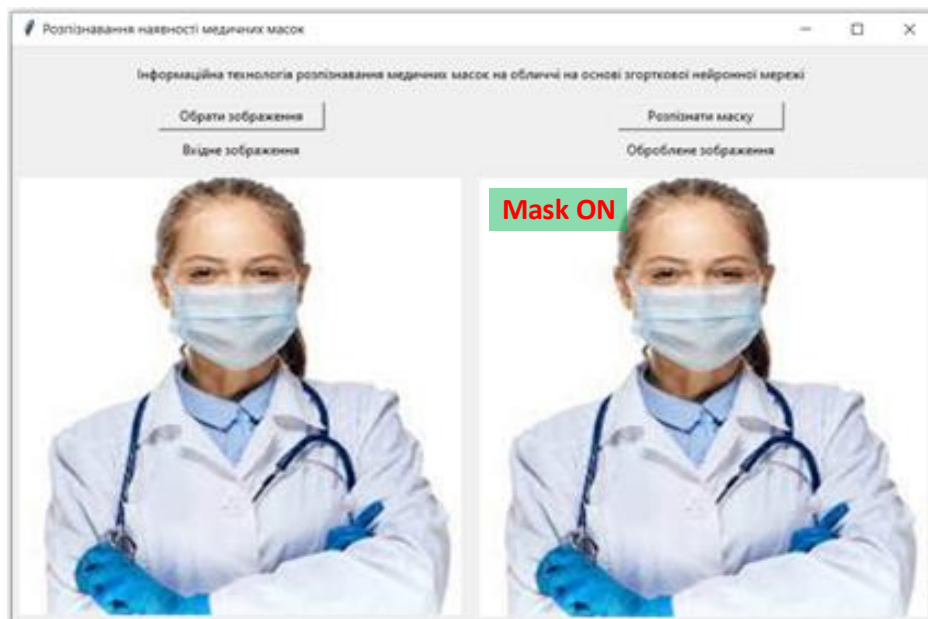 Розпізнавання наявності медичних масок
Інформаційна технологія розпізнавання медичних масок на обличчі на основі згорткової нейронної мережі
Обрати зображення
Розпізнати маску
Вхідне зображення
Оброблене зображення
Mask ON